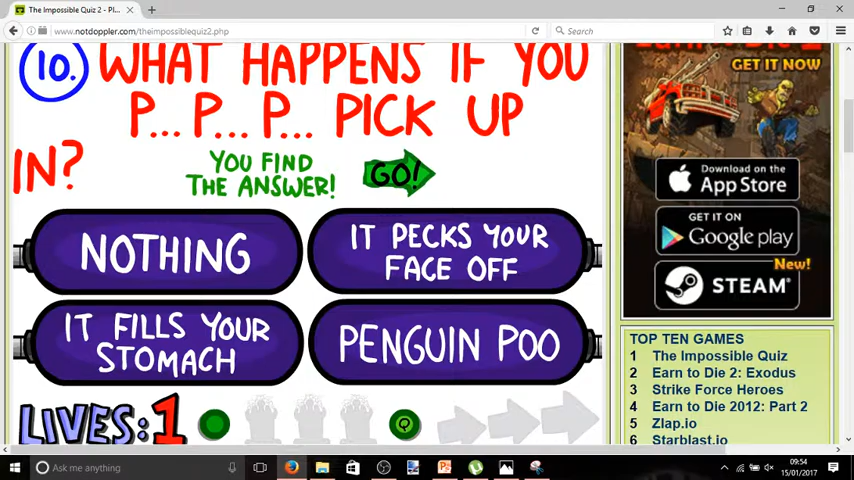 The Impossible Quiz 2 - Pl...
www.notdoppler.com/theimpossiblequiz2.php
Search
10. WHAT HAPPENS IF YOU
P... P... P... PICK UP
IN?
YOU FIND
THE ANSWER!
GO!
NOTHING
IT PECKS YOUR
FACE OFF
IT FILLS YOUR
STOMACH
PENGUIN POO
LIVES:1
GET IT NOW
Download on the
App Store
GET IT ON
Google play
New!
STEAM™
TOP TEN GAMES
1 The Impossible Quiz
2 Earn to Die 2: Exodus
3 Strike Force Heroes
4 Earn to Die 2012: Part 2
5 Zlap.io
6 Starblast.io
Ask me anything
09:54
15/01/2017